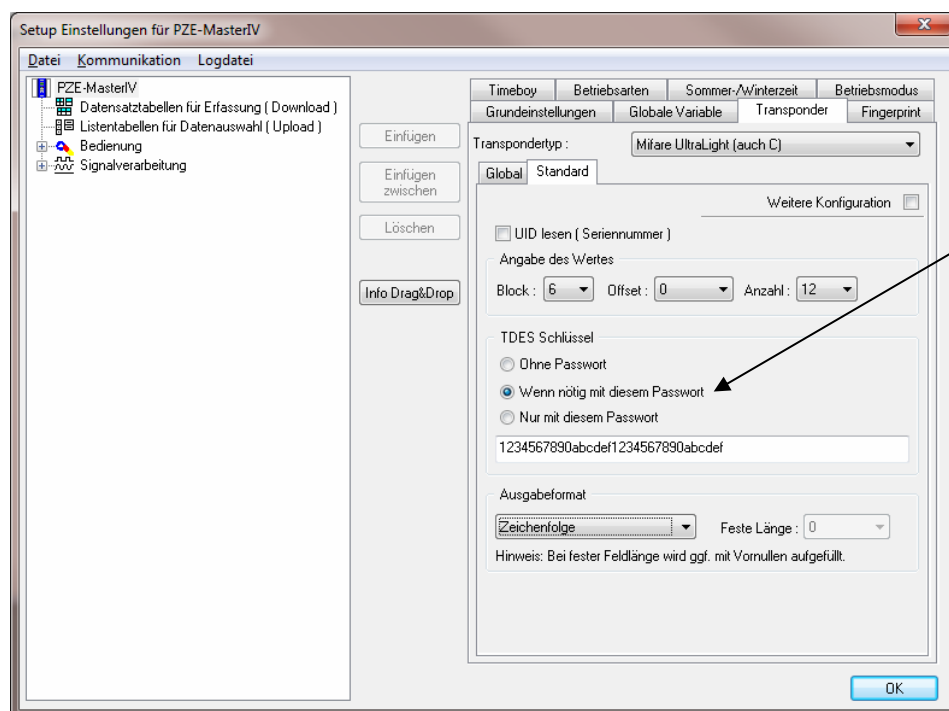 Setup Einstellungen für PZE-MasterIV
Datei Kommunikation Logdatei
PZE-MasterIV
Datensatztabellen für Erfassung ( Download )
Listentabellen für Datenauswahl ( Upload )
Bedienung
Signalverarbeitung
Einfügen
Einfügen
zwischen
Löschen
Info Drag&Drop
Timeboy Betriebsarten Sommer-/Winterzeit Betriebsmodus
Grundeinstellungen Globale Variable Transponder Fingerprint
Transpondertyp : Mifare UltraLight (auch C)
Global Standard
Weitere Konfiguration
UID lesen ( Seriennummer )
Angabe des Wertes
Block : 6 Offset : 0 Anzahl : 12
TDES Schlüssel
Ohne Passwort
Wenn nötig mit diesem Passwort
Nur mit diesem Passwort
1234567890abcdef1234567890abcdef
Ausgabeformat
Zeichenfolge Feste Länge : 0
Hinweis: Bei fester Feldlänge wird ggf. mit Vornullen aufgefüllt.
OK